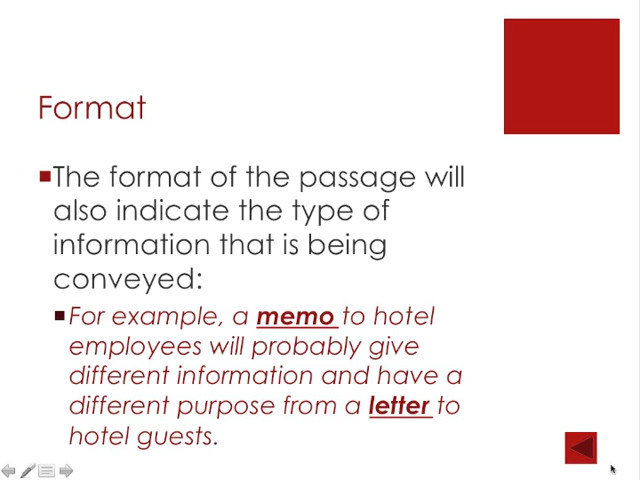 Format
The format of the passage will
also indicate the type of
information that is being
conveyed:
For example, a memo to hotel
employees will probably give
different information and have a
different purpose from a letter to
hotel guests.